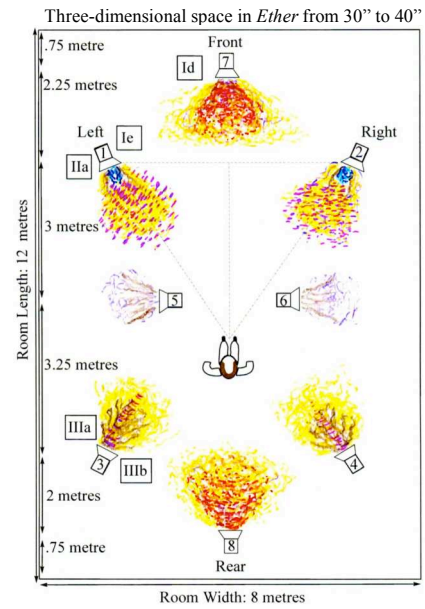 Three-dimensional space in Ether from 30” to 40”
.75 metre
Front
7
Id
2.25 metres
Left
Ie
Right
1
2
IIa
3 metres
Room Length: 12 metres
5
6
3.25 metres
IIIa
3
IIIb
4
2 metres
8
.75 metre
Rear
Room Width: 8 metres